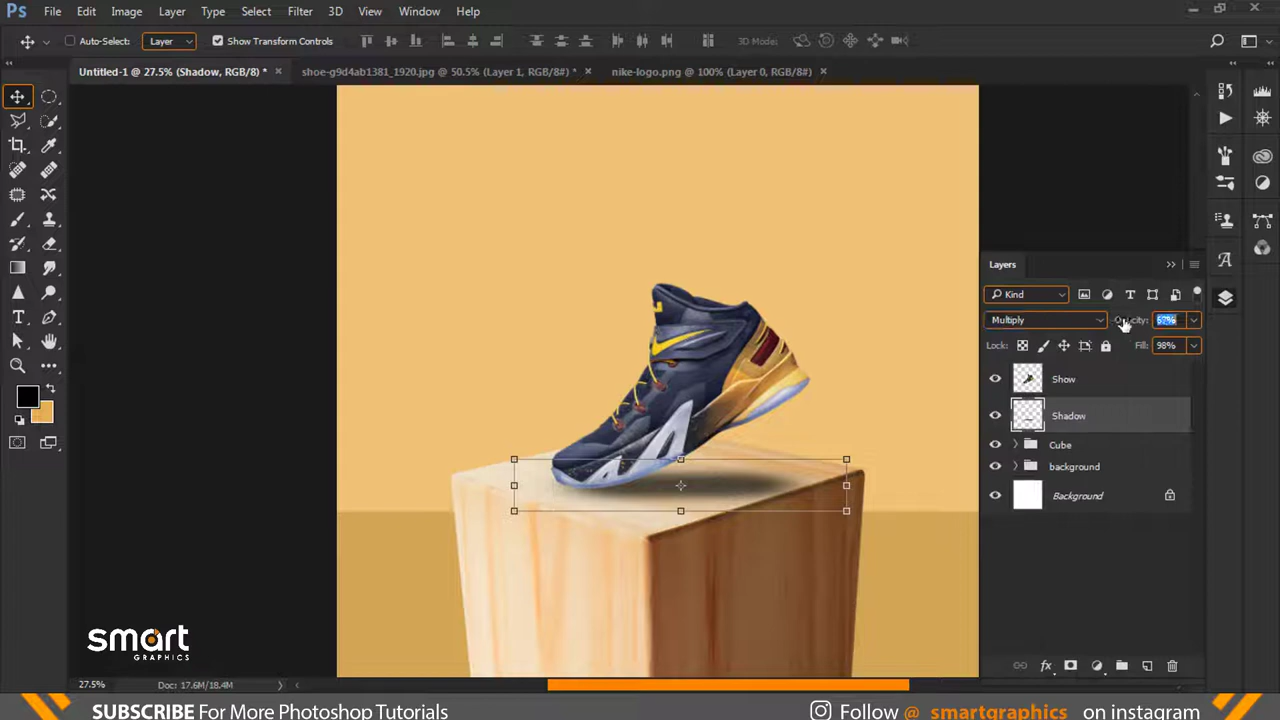 Ps File Edit Image Layer Type Select Filter 3D View Window Help
Auto-Select: Layer Show Transform Controls 3D Mode:
Untitled-1 @ 27.5% (Shadow, RGB/8) * × shoe-g9d4ab1381_1920.jpg @ 50.5% (Layer 1, RGB/8#) * × nike-logo.png @ 100% (Layer 0, RGB/8#) ×
Layers
Kind
Multiply Opacity:
Lock: Fill: 98%
Show
Shadow
Cube
background
Background
smart
GRAPHICS
27.5% Doc: 17.6M/18.4M
SUBSCRIBE For More Photoshop Tutorials
Follow @ smartgraphics on instagram